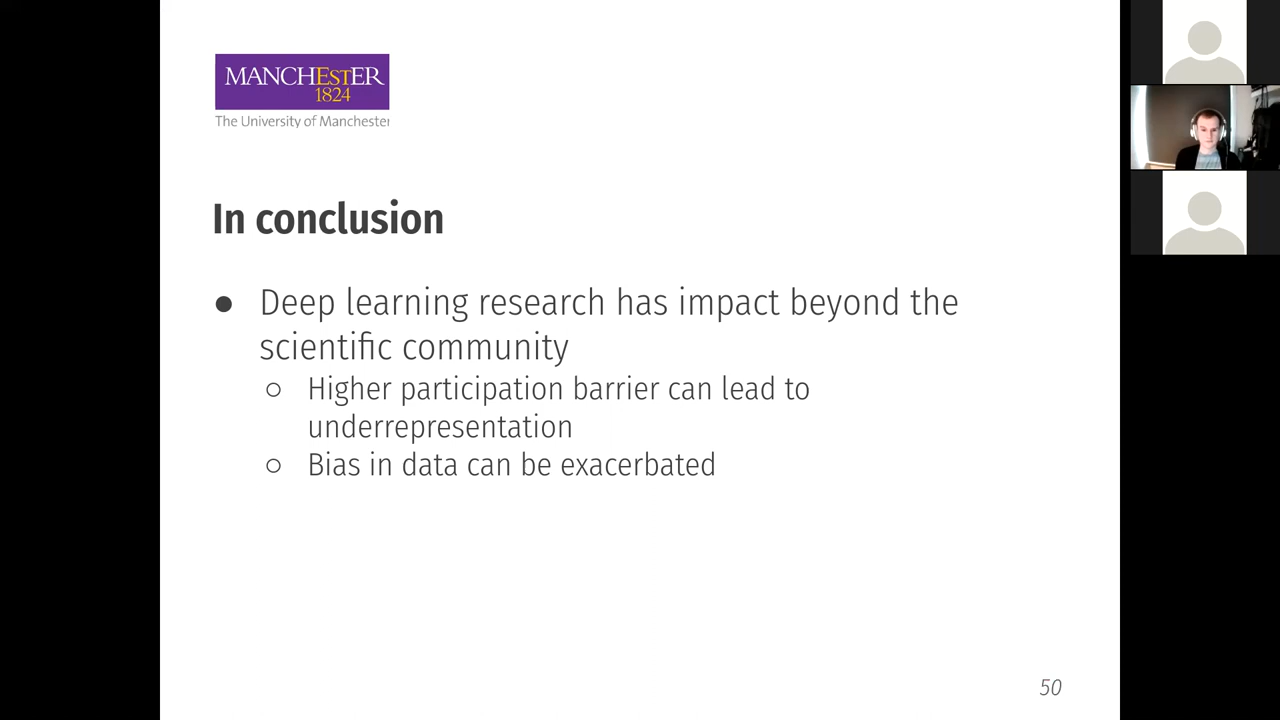 MANCHESTER
1824
The University of Manchester
In conclusion
● Deep learning research has impact beyond the
scientific community
○ Higher participation barrier can lead to
underrepresentation
○ Bias in data can be exacerbated
50